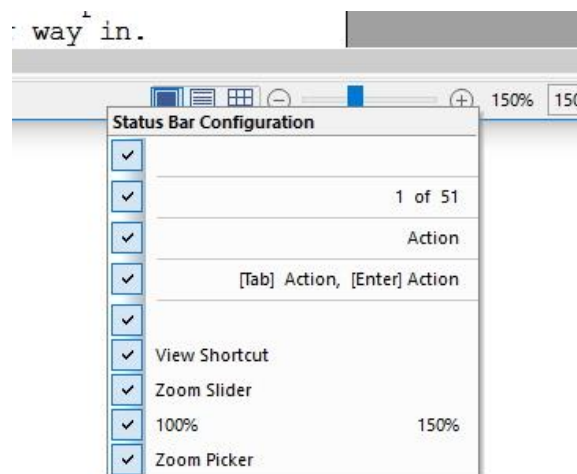 way in.
150% 150
Status Bar Configuration
1 of 51
Action
[Tab] Action, [Enter] Action
View Shortcut
Zoom Slider
100% 150%
Zoom Picker